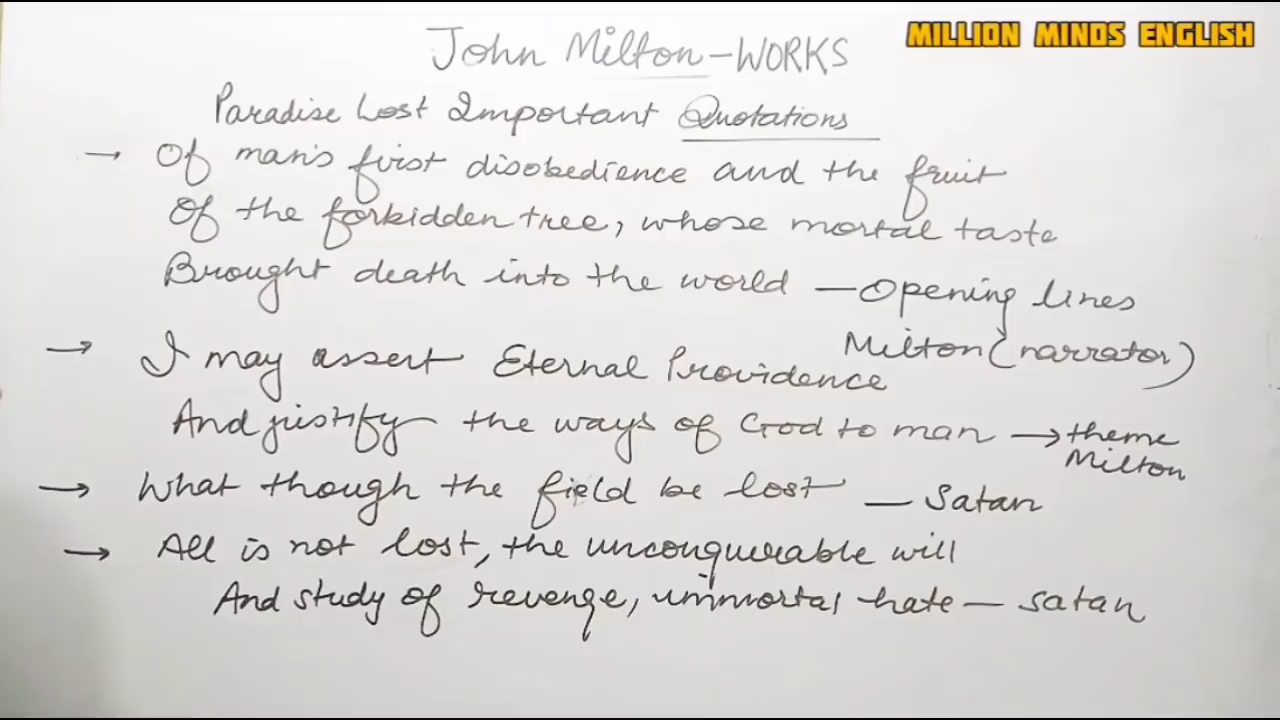 MILLION MINDS ENGLISH
John Milton - WORKS
Paradise Lost Important Quotations
→ Of man's first disobedience and the fruit
Of the forbidden tree, whose mortal taste
Brought death into the world - Opening lines
Milton (narrator)
→ I may assert Eternal Providence
And justify the ways of God to man → theme
Milton
→ What though the field be lost - Satan
→ All is not lost, the unconquerable will
And study of revenge, immortal hate - Satan